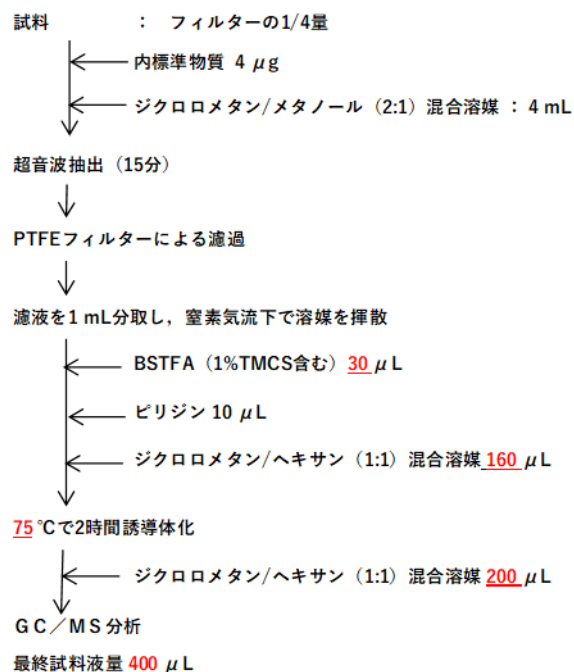 試料　　　：　フィルターの1/4量
内標準物質 4 μg
ジクロロメタン/メタノール（2:1）混合溶媒 ： 4 mL
超音波抽出（15分）
PTFEフィルターによる濾過
濾液を1 mL分取し，窒素気流下で溶媒を揮散
BSTFA（1%TMCS含む）30 μL
ピリジン 10 μL
ジクロロメタン/ヘキサン（1:1）混合溶媒 160 μL
75 ℃で2時間誘導体化
ジクロロメタン/ヘキサン（1:1）混合溶媒 200 μL
ＧＣ／ＭＳ分析
最終試料液量 400 μL